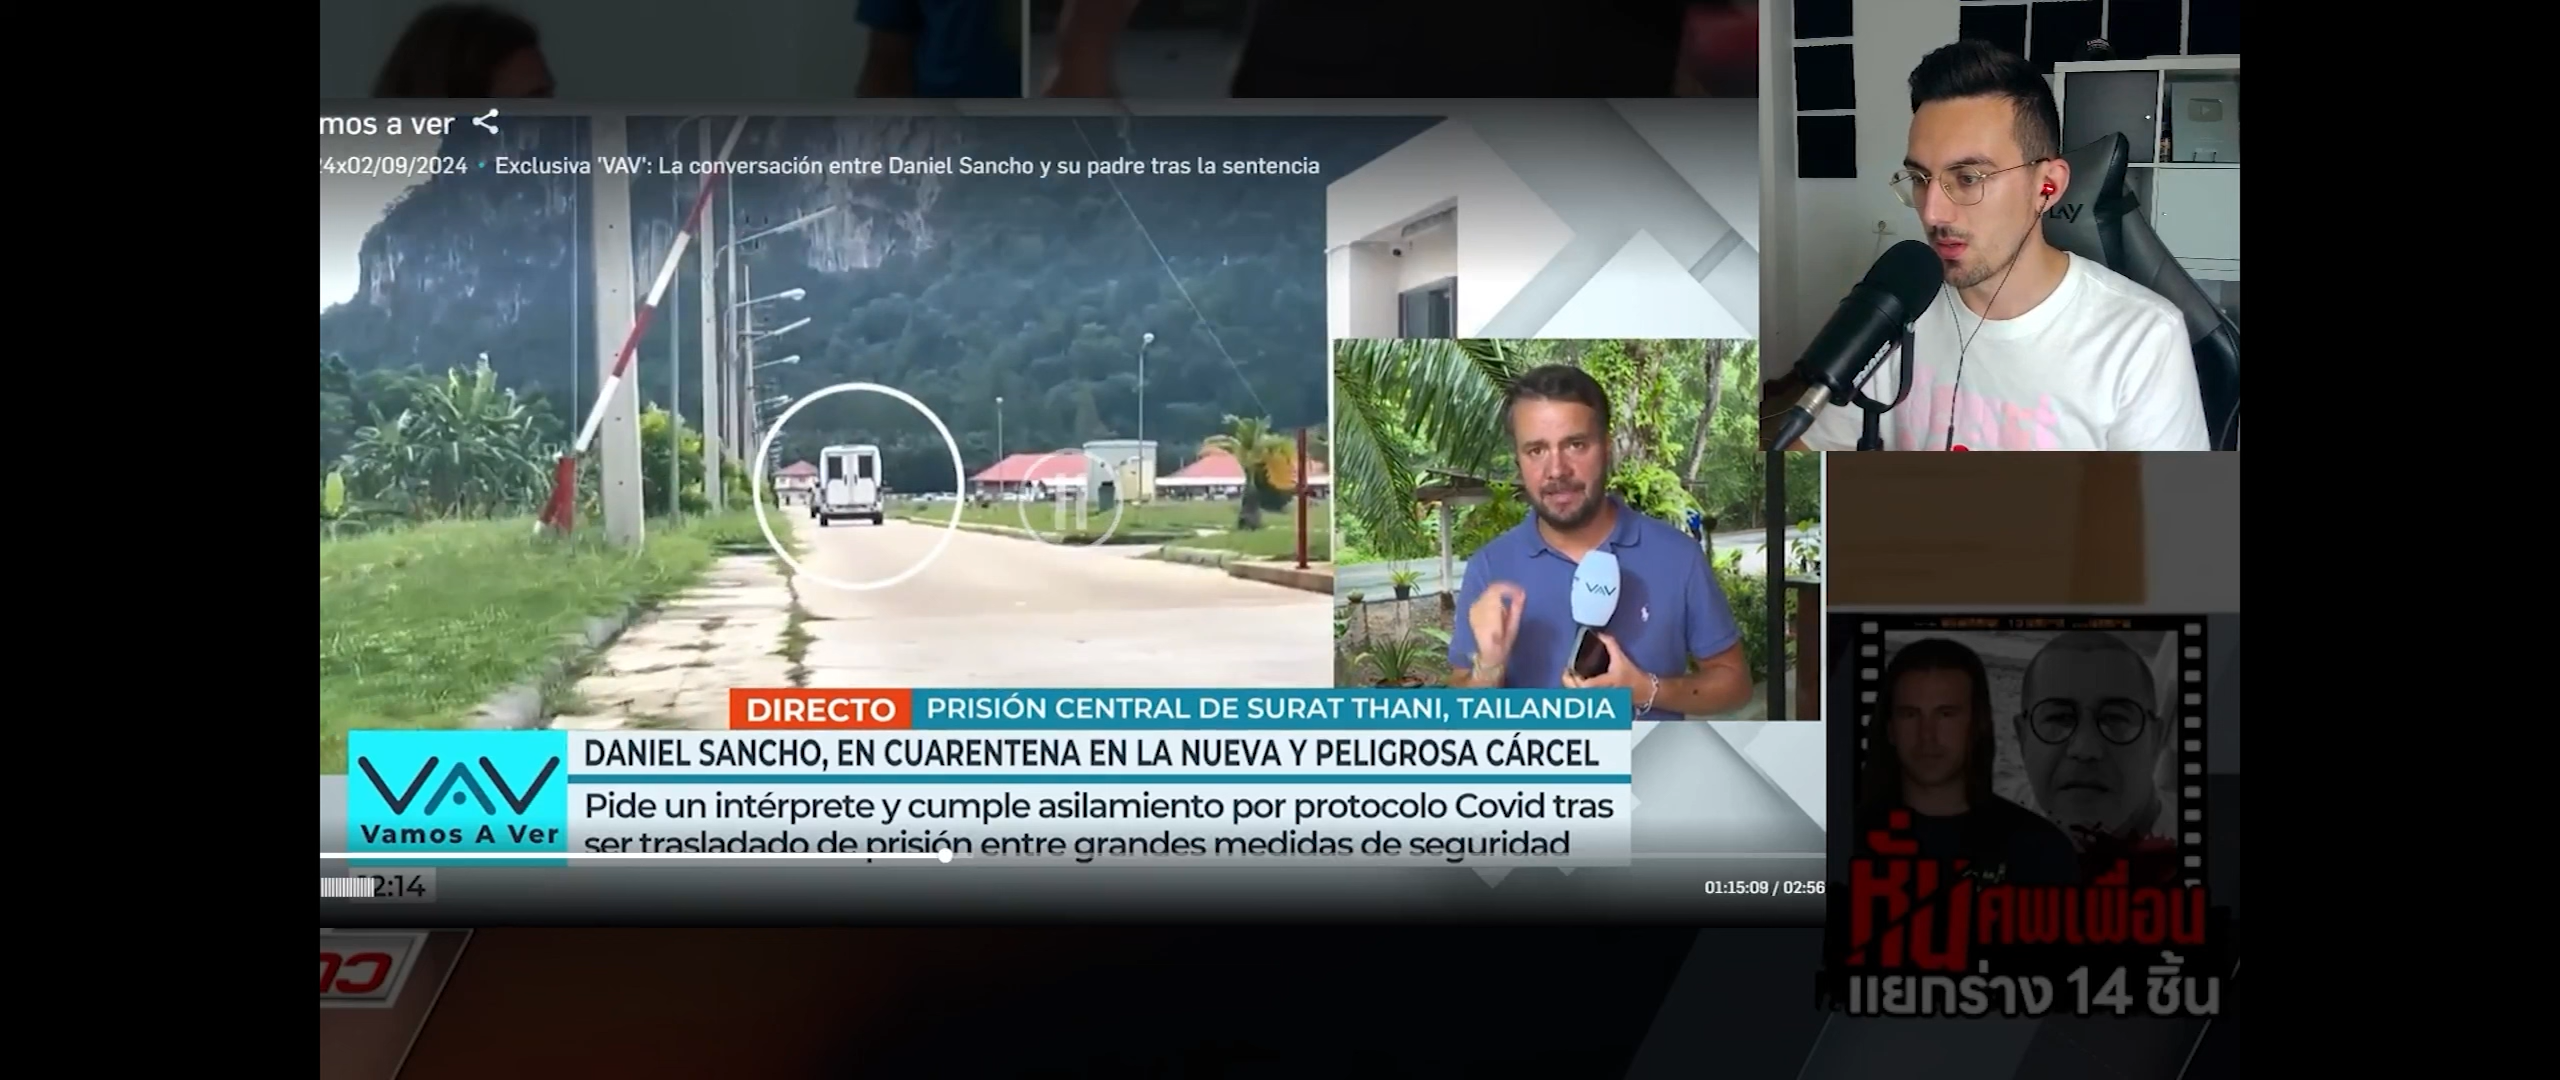 mos a ver
4x02/09/2024 • Exclusiva 'VAV': La conversación entre Daniel Sancho y su padre tras la sentencia
VAV
DIRECTO PRISIÓN CENTRAL DE SURAT THANI, TAILANDIA
DANIEL SANCHO, EN CUARENTENA EN LA NUEVA Y PELIGROSA CÁRCEL
Pide un intérprete y cumple asilamiento por protocolo Covid tras
ser trasladado de prisión entre grandes medidas de seguridad
VAV
Vamos A Ver
2:14
01:15:09 / 02:56
หั่นศพเพื่อน
แยกร่าง 14 ชิ้น